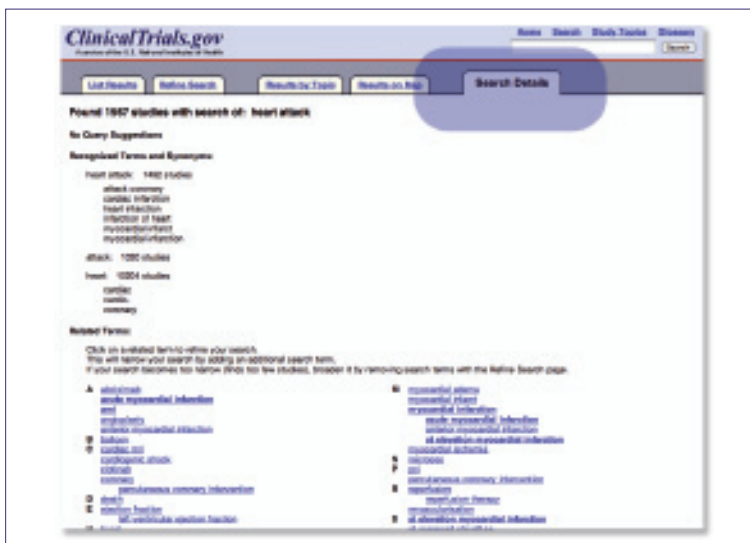 ClinicalTrials.gov
A service of the U.S. National Institutes of Health
Home Search Study Topics Glossary
Search
List Results Refine Search Results by Topic Results on Map Search Details
Found 1567 studies with search of: heart attack
No Query Suggestions
Recognized Terms and Synonyms:
heart attack: studies
attack coronary
cardiac infarction
heart infarction
infarction of heart
myocardial infarct
myocardial infarction
attack: studies
heart: studies
cardiac
coronary
Related Terms:
Click on a related term to refine your search.
This will narrow your search by adding an additional search term.
If your search becomes too narrow (finds too few studies), broaden it by removing search terms with the Refine Search page.
A abciximab
acute myocardial infarction
ami
angioplasty
anterior myocardial infarction
B
C cardiac
cardiogenic shock
coronary
percutaneous coronary intervention
D death
E ejection fraction
left ventricular ejection fraction
M
myocardial infarct
myocardial infarction
acute myocardial infarction
anterior myocardial infarction
st elevation myocardial infarction
myocardial ischemia
N necrosis
P pci
percutaneous coronary intervention
R reperfusion
reperfusion therapy
revascularization
S st elevation myocardial infarction